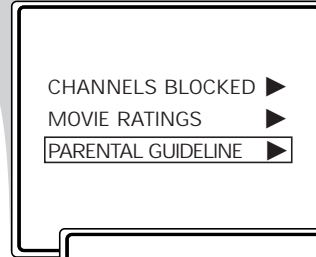 CHANNELS BLOCKED ▶
MOVIE RATINGS ▶
PARENTAL GUIDELINE ▶